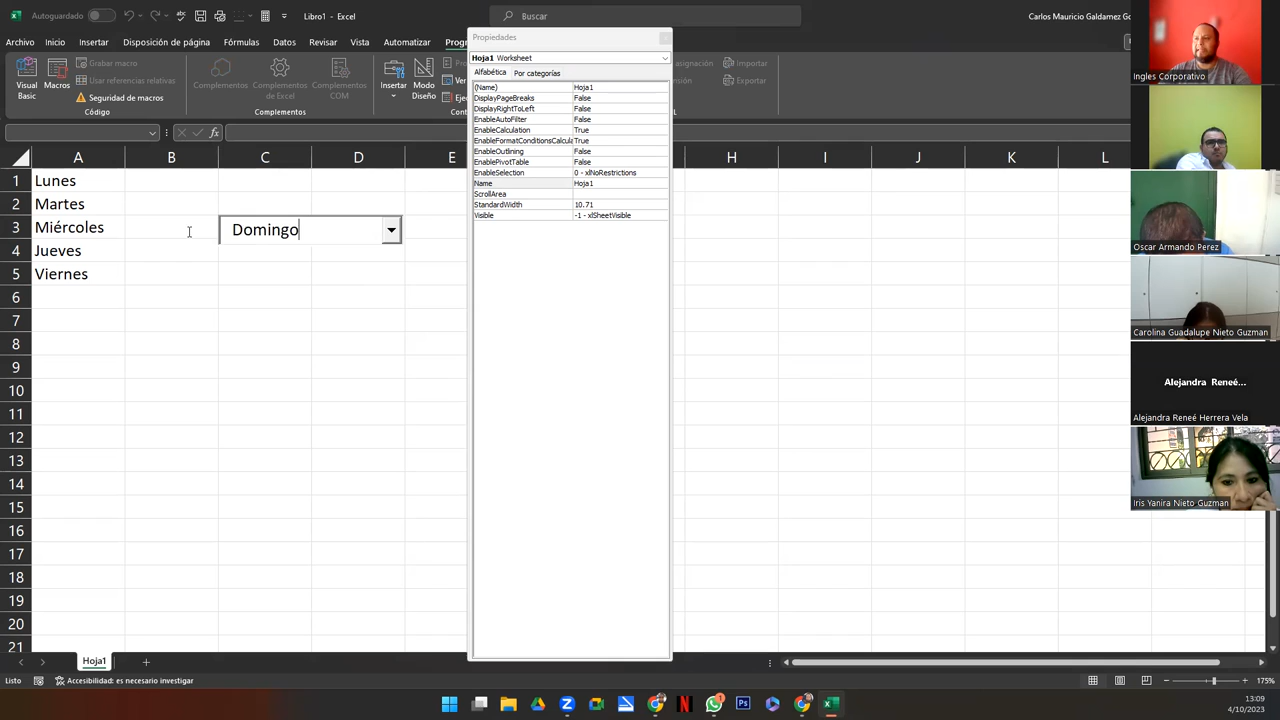 Autoguardado
Libro1 - Excel
Buscar
Carlos Mauricio Galdamez Go
Archivo Inicio Insertar Disposición de página Fórmulas Datos Revisar Vista Automatizar Prog
Visual Basic
Macros
Grabar macro
Usar referencias relativas
Seguridad de macros
Código
Complementos
Complementos de Excel
Complementos COM
Complementos
Insertar
Modo Diseño
Ver
Importar
Exportar
Propiedades
Hoja1 Worksheet
Alfabética Por categorías
(Name) Hoja1
DisplayPageBreaks False
DisplayRightToLeft False
EnableAutoFilter False
EnableCalculation True
EnableFormatConditionsCalcula True
EnableOutlining False
EnablePivotTable False
EnableSelection 0 - xlNoRestrictions
Name Hoja1
ScrollArea
StandardWidth 10.71
Visible -1 - xlSheetVisible
A B C D E H I J K L
1 Lunes
2 Martes
3 Miércoles
Domingo
4 Jueves
5 Viernes
6
7
8
9
10
11
12
13
14
15
16
17
18
19
20
21
Hoja1
Listo
Accesibilidad: es necesario investigar
175%
Ingles Corporativo
Oscar Armando Perez
Carolina Guadalupe Nieto Guzman
Alejandra Reneé...
Alejandra Reneé Herrera Vela
Iris Yanira Nieto Guzman
13:09
4/10/2023